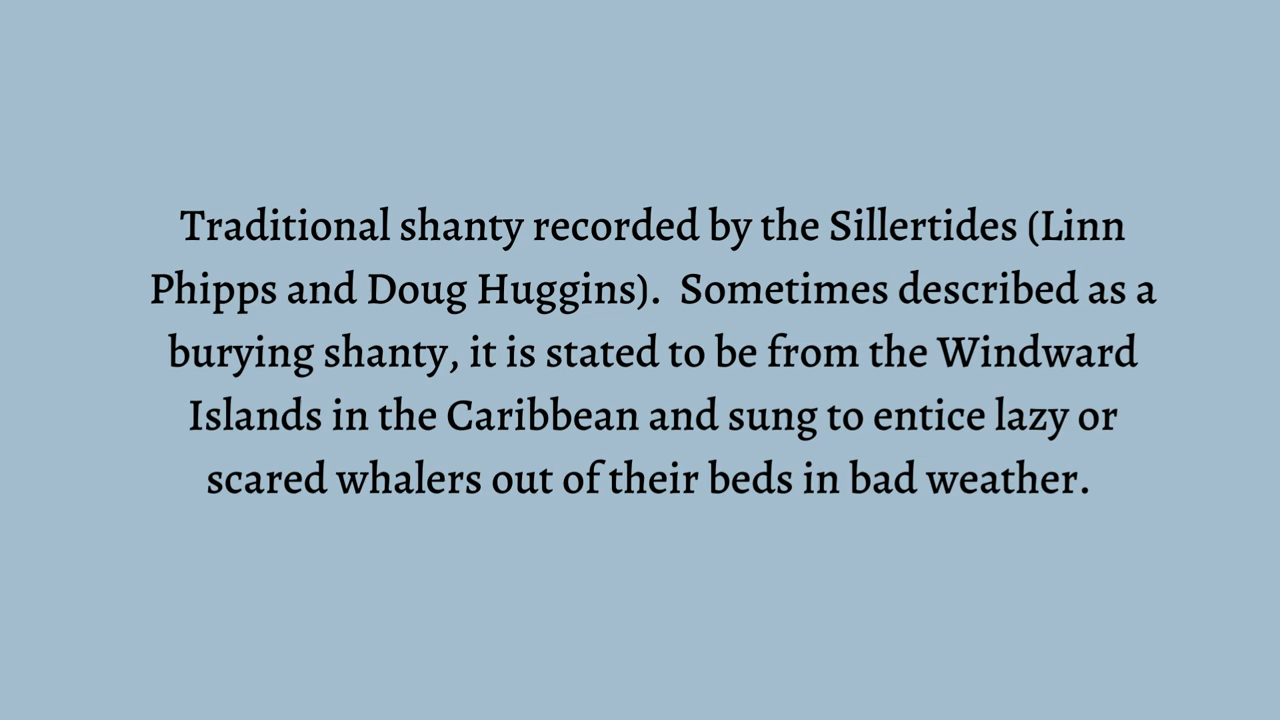 Traditional shanty recorded by the Sillertides (Linn
Phipps and Doug Huggins).  Sometimes described as a
burying shanty, it is stated to be from the Windward
Islands in the Caribbean and sung to entice lazy or
scared whalers out of their beds in bad weather.